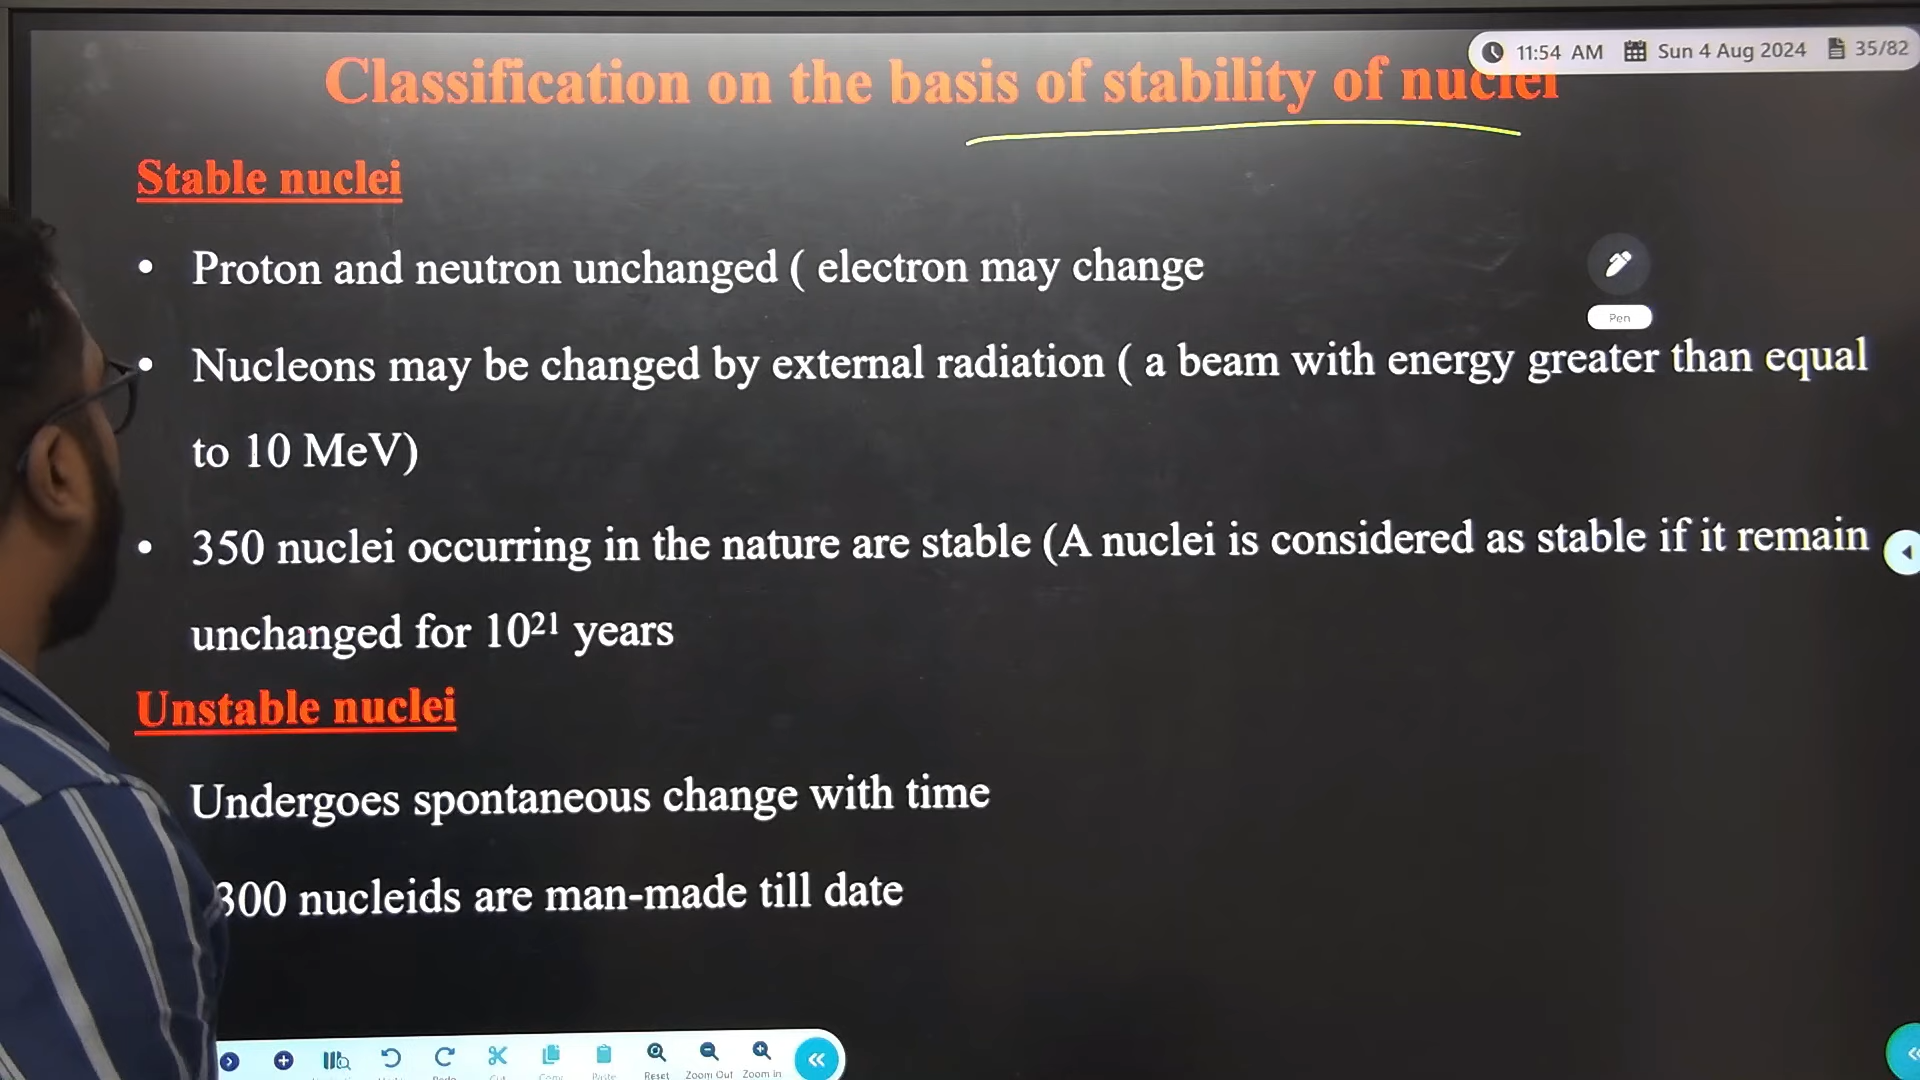 11:54 AM Sun 4 Aug 2024 35/82
Classification on the basis of stability of nuclei
Stable nuclei
• Proton and neutron unchanged ( electron may change
Pen
• Nucleons may be changed by external radiation ( a beam with energy greater than equal
to 10 MeV)
• 350 nuclei occurring in the nature are stable (A nuclei is considered as stable if it remain
unchanged for 10²¹ years
Unstable nuclei
Undergoes spontaneous change with time
300 nucleids are man-made till date
Reset Zoom Out Zoom In